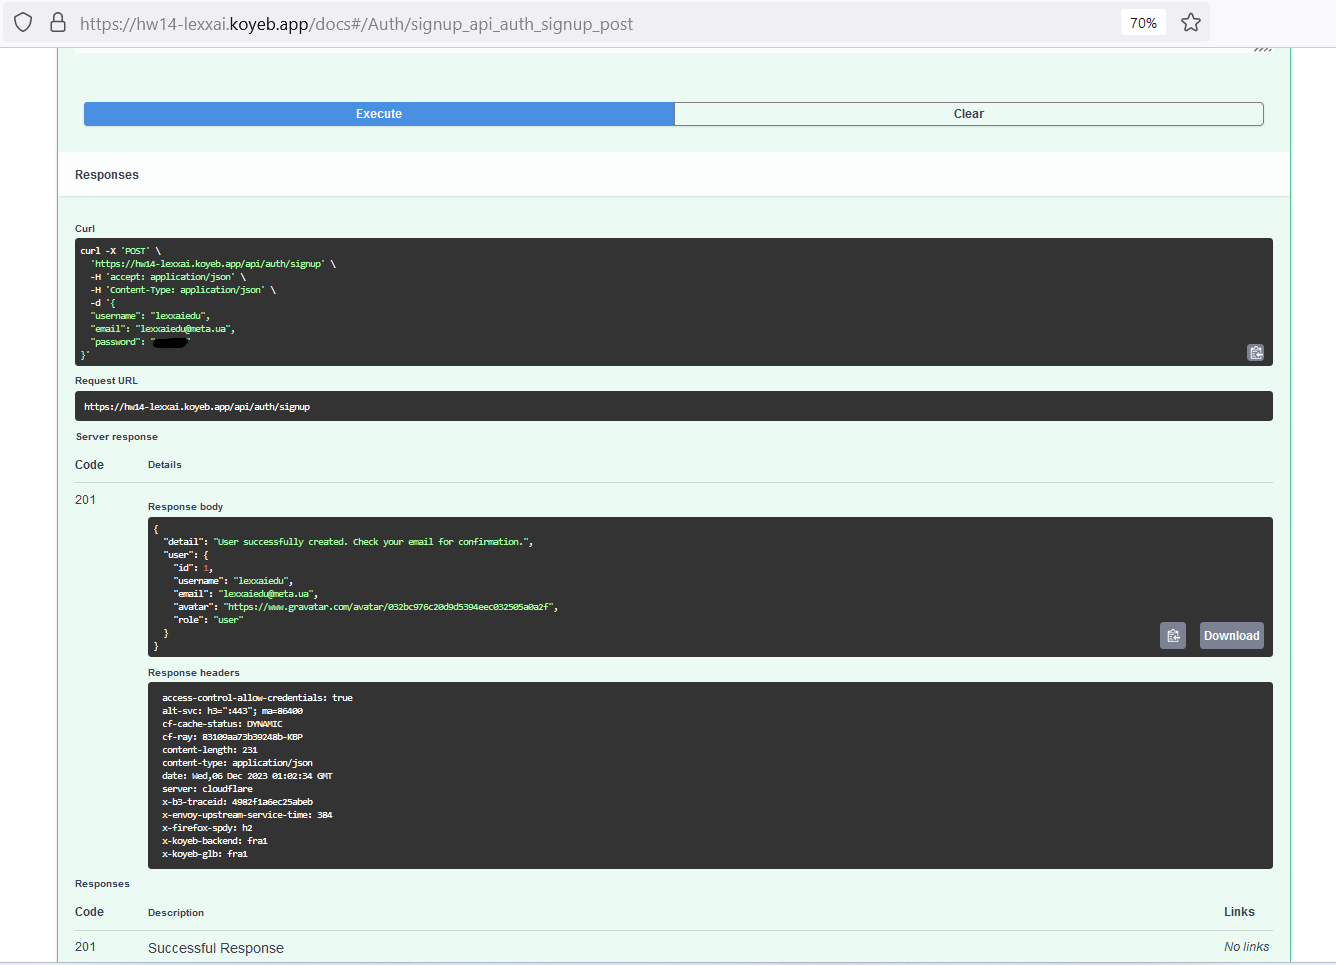 https://hw14-lexxai.koyeb.app/docs#/Auth/signup_api_auth_signup_post
70%
Execute
Clear
Responses
Curl
curl -X 'POST' \
'https://hw14-lexxai.koyeb.app/api/auth/signup' \
-H 'accept: application/json' \
-H 'Content-Type: application/json' \
-d '{
"username": "lexxaiedu",
"email": "lexxaiedu@meta.ua",
"password": "
}'
Request URL
https://hw14-lexxai.koyeb.app/api/auth/signup
Server response
Code
Details
201
Response body
{
"detail": "User successfully created. Check your email for confirmation.",
"user": {
"id": 1,
"username": "lexxaiedu",
"email": "lexxaiedu@meta.ua",
"avatar": "https://www.gravatar.com/avatar/032bc976c20d9d5394eec032505a0a2f",
"role": "user"
}
}
Download
Response headers
access-control-allow-credentials: true
alt-svc: h3=":443"; ma=86400
cf-cache-status: DYNAMIC
cf-ray: 83109aa73b39248b-KBP
content-length: 231
content-type: application/json
date: Wed,06 Dec 2023 01:02:34 GMT
server: cloudflare
x-b3-traceid: 4982f1a6ec25abeb
x-envoy-upstream-service-time: 384
x-firefox-spdy: h2
x-koyeb-backend: fra1
x-koyeb-glb: fra1
Responses
Code
Description
Links
201
Successful Response
No links